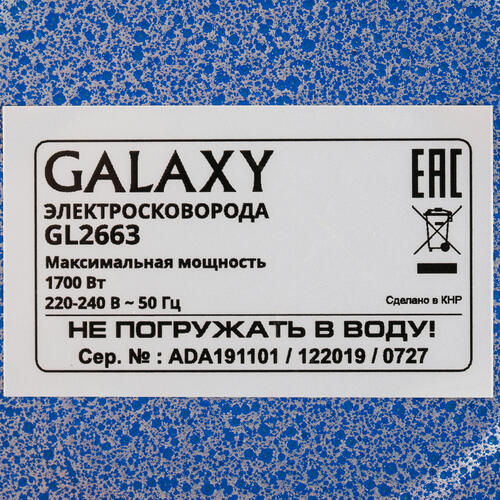 GALAXY
EAC
ЭЛЕКТРОСКОВОРОДА
GL2663
Максимальная мощность
1700 Вт
220-240 В ~ 50 Гц
Сделано в КНР
НЕ ПОГРУЖАТЬ В ВОДУ!
Сер. № : ADA191101 / 122019 / 0727